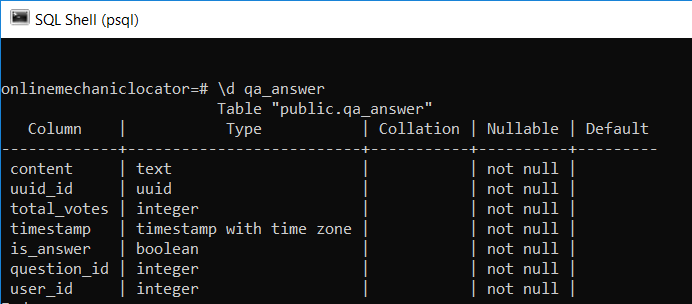 SQL Shell (psql)
onlinemechaniclocator=# \d qa_answer
                        Table "public.qa_answer"
   Column    |           Type           | Collation | Nullable | Default
-------------+--------------------------+-----------+----------+---------
 content     | text                     |           | not null |
 uuid_id     | uuid                     |           | not null |
 total_votes | integer                  |           | not null |
 timestamp   | timestamp with time zone |           | not null |
 is_answer   | boolean                  |           | not null |
 question_id | integer                  |           | not null |
 user_id     | integer                  |           | not null |